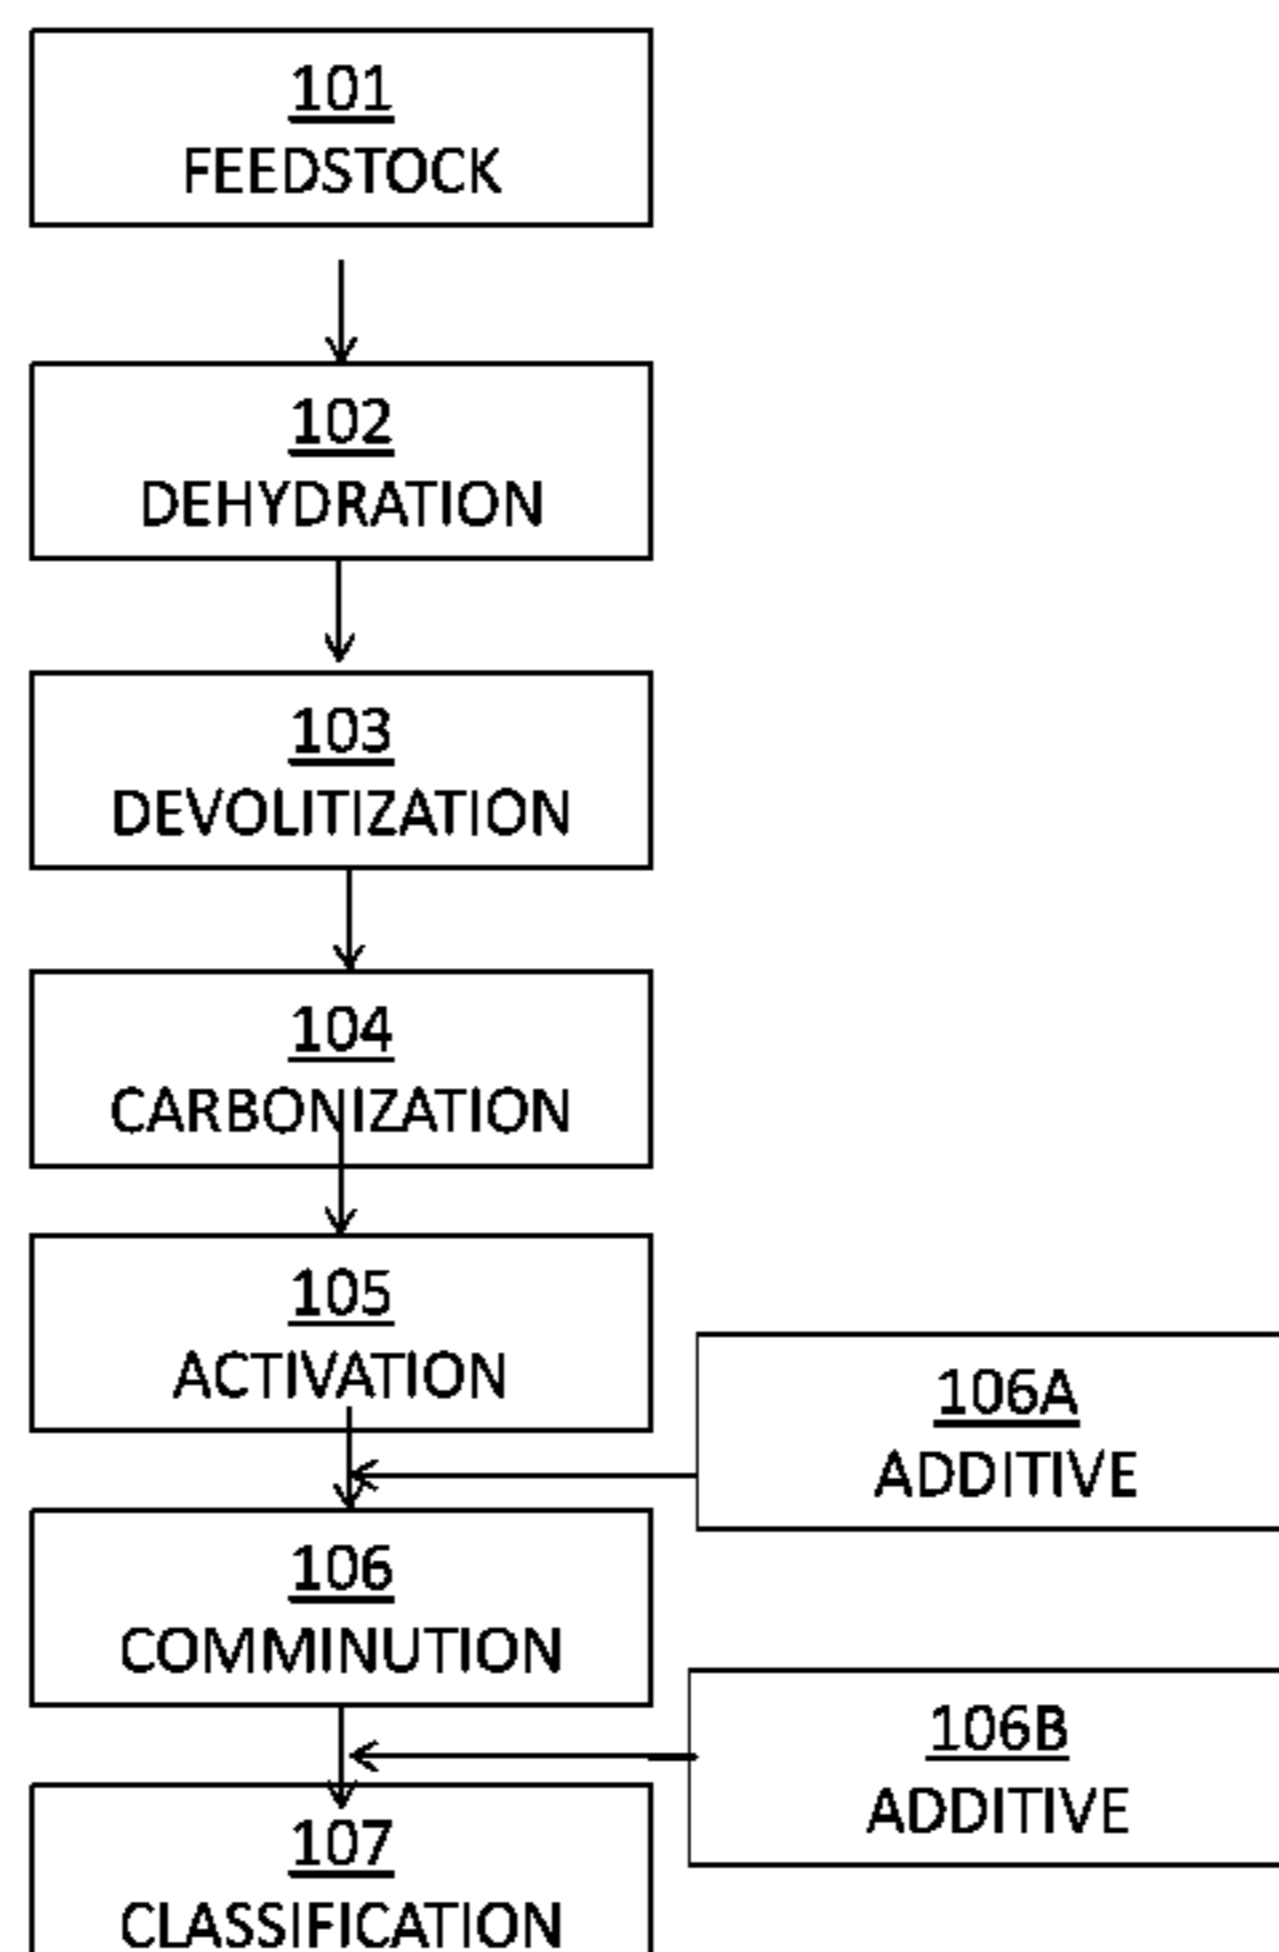 101
FEEDSTOCK
102
DEHYDRATION
103
DEVOLITIZATION
104
CARBONIZATION
105
ACTIVATION
106A
ADDITIVE
106
COMMINUTION
106B
ADDITIVE
107
CLASSIFICATION